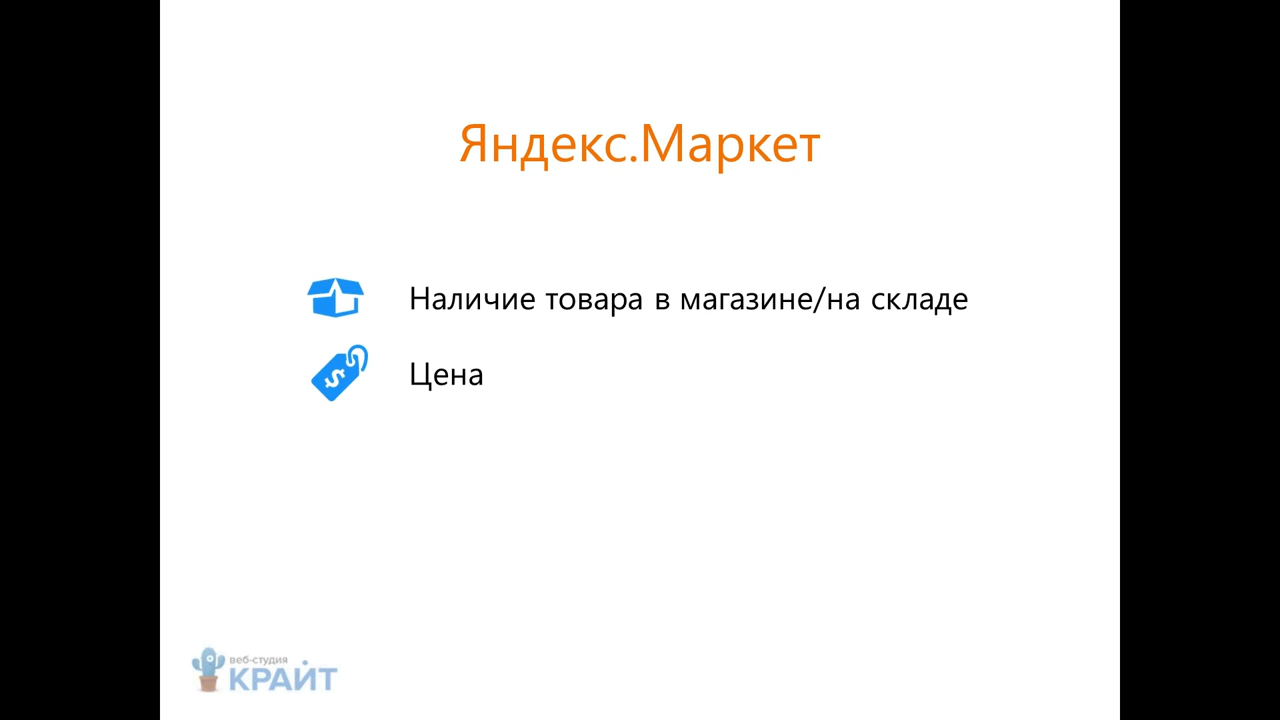 Яндекс.Маркет
Наличие товара в магазине/на складе
$
Цена
веб-студия
КРАЙТ